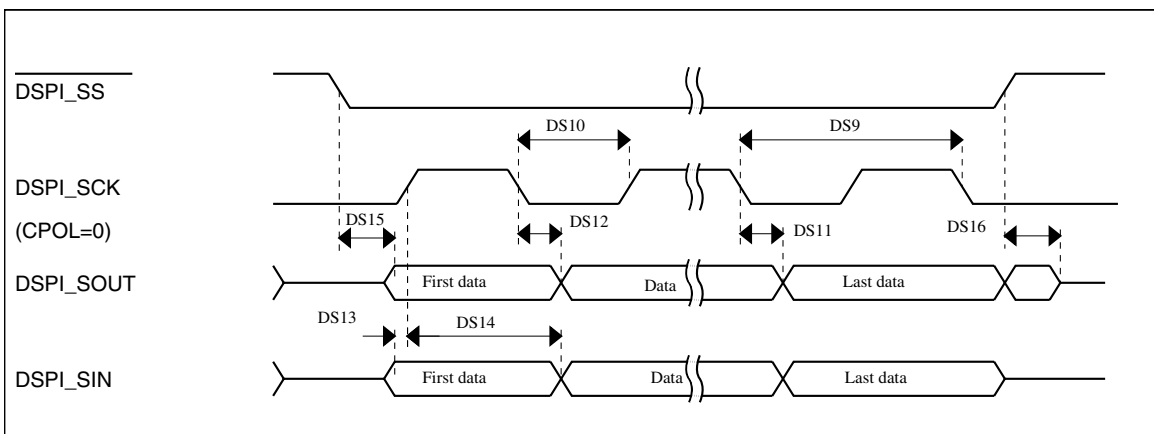 DSPI_SS
DS10
DS9
DSPI_SCK
(CPOL=0)
DS15
DS12
DS11
DS16
DSPI_SOUT
First data
Data
Last data
DS13
DS14
DSPI_SIN
First data
Data
Last data